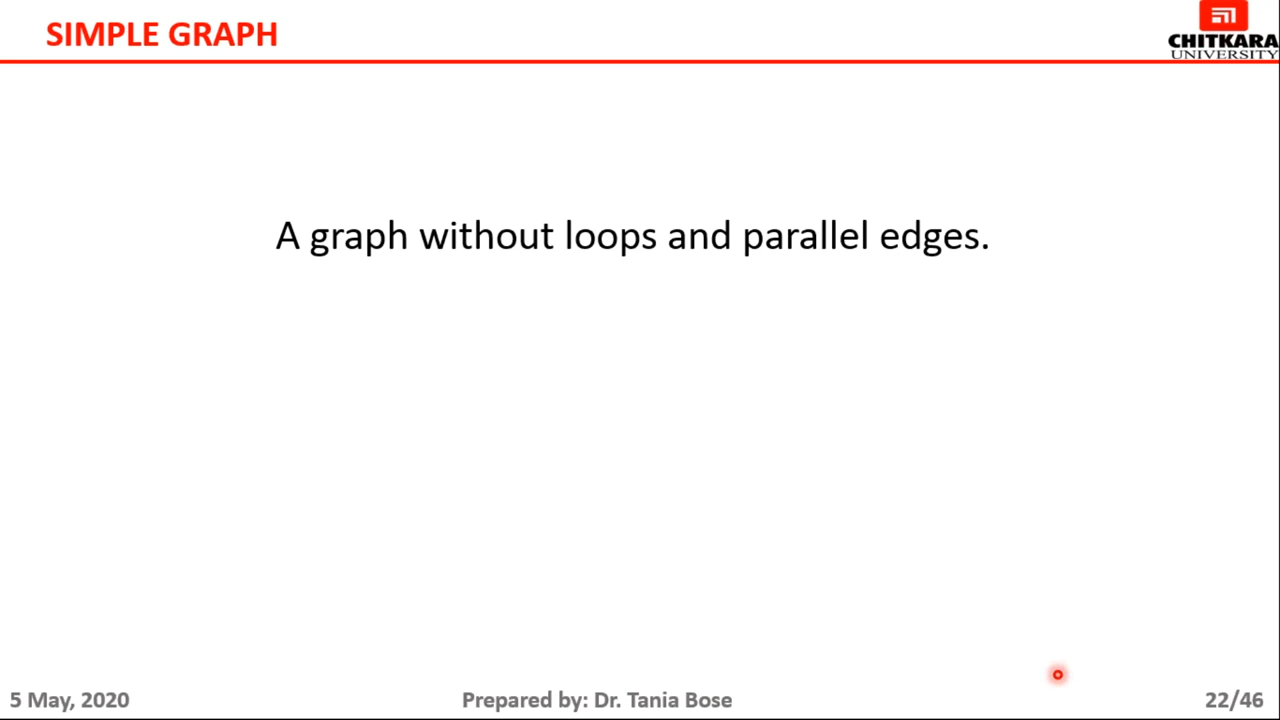 SIMPLE GRAPH
CHITKARA
UNIVERSITY
A graph without loops and parallel edges.
5 May, 2020
Prepared by: Dr. Tania Bose
22/46